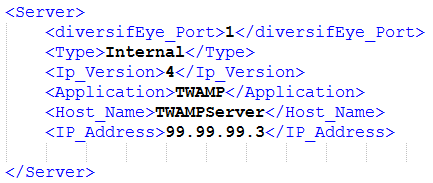 <Server>
<diversifEye_Port>1</diversifEye_Port>
<Type>Internal</Type>
<Ip_Version>4</Ip_Version>
<Application>TWAMP</Application>
<Host_Name>TWAMPServer</Host_Name>
<IP_Address>99.99.99.3</IP_Address>
</Server>